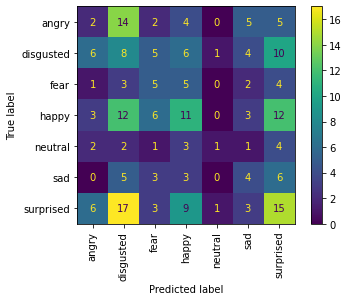 angry 2 14 2 4 0 5 5
disgusted 6 8 5 6 1 4 10
fear 1 3 5 5 0 2 4
happy 3 12 6 11 0 3 12
neutral 2 2 1 3 1 1 4
sad 0 5 3 3 0 4 6
surprised 6 17 3 9 1 3 15
True label
angry disgusted fear happy neutral sad surprised
Predicted label
16
14
12
10
8
6
4
2
0